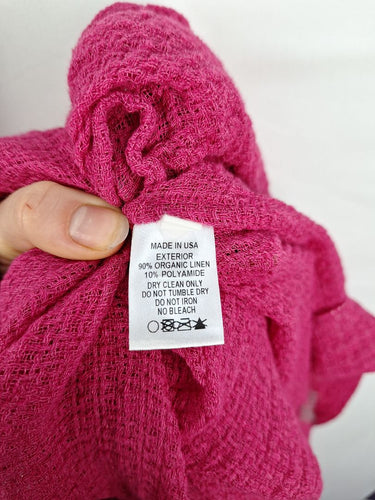 MADE IN USA
EXTERIOR
90% ORGANIC LINEN
10% POLYAMIDE
DRY CLEAN ONLY
DO NOT TUMBLE DRY
DO NOT IRON
NO BLEACH